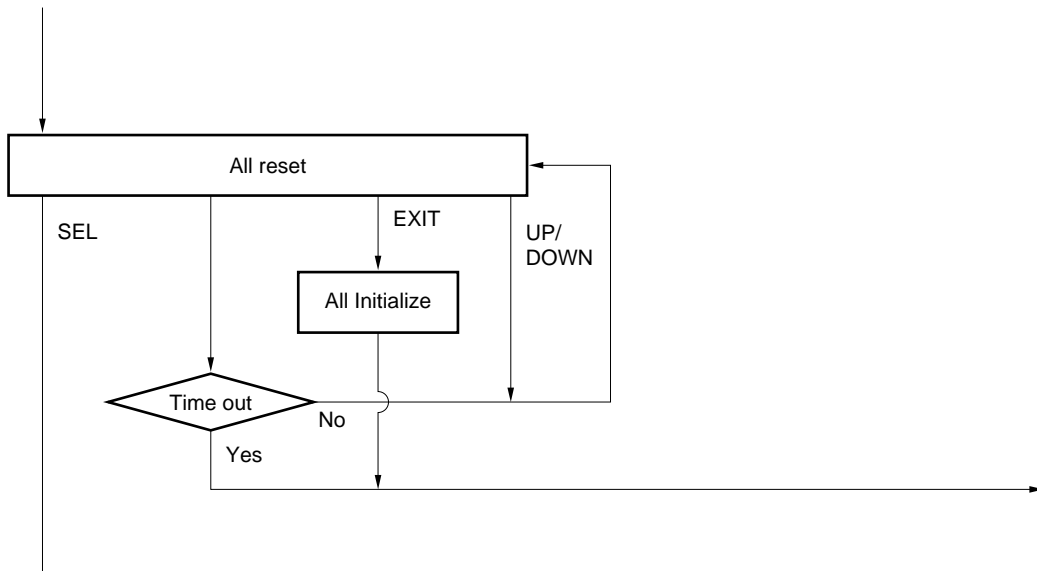 All reset
SEL
EXIT
UP/
DOWN
All Initialize
Time out
No
Yes